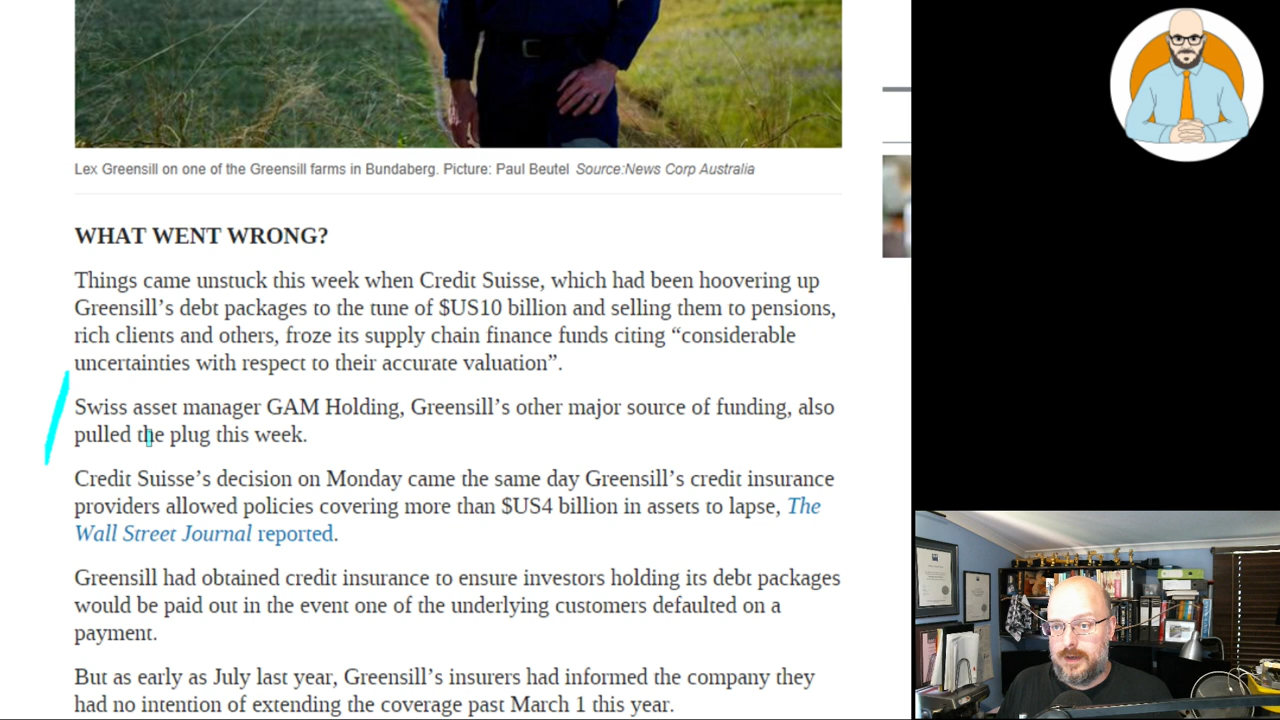 Lex Greensill on one of the Greensill farms in Bundaberg. Picture: Paul Beutel Source:News Corp Australia
WHAT WENT WRONG?
Things came unstuck this week when Credit Suisse, which had been hoovering up
Greensill’s debt packages to the tune of $US10 billion and selling them to pensions,
rich clients and others, froze its supply chain finance funds citing “considerable
uncertainties with respect to their accurate valuation”.
Swiss asset manager GAM Holding, Greensill’s other major source of funding, also
pulled the plug this week.
Credit Suisse’s decision on Monday came the same day Greensill’s credit insurance
providers allowed policies covering more than $US4 billion in assets to lapse, The
Wall Street Journal reported.
Greensill had obtained credit insurance to ensure investors holding its debt packages
would be paid out in the event one of the underlying customers defaulted on a
payment.
But as early as July last year, Greensill’s insurers had informed the company they
had no intention of extending the coverage past March 1 this year.